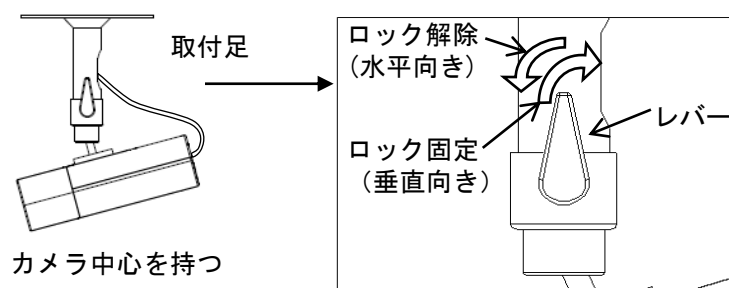 取付足
カメラ中心を持つ
ロック解除
(水平向き)
レバー
ロック固定
(垂直向き)